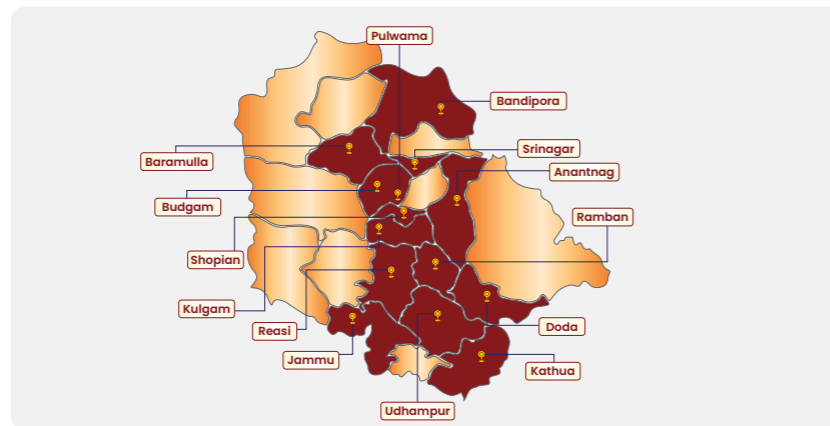 Pulwama
Bandipora
Srinagar
Baramulla
Anantnag
Budgam
Ramban
Shopian
Kulgam
Reasi
Doda
Jammu
Kathua
Udhampur